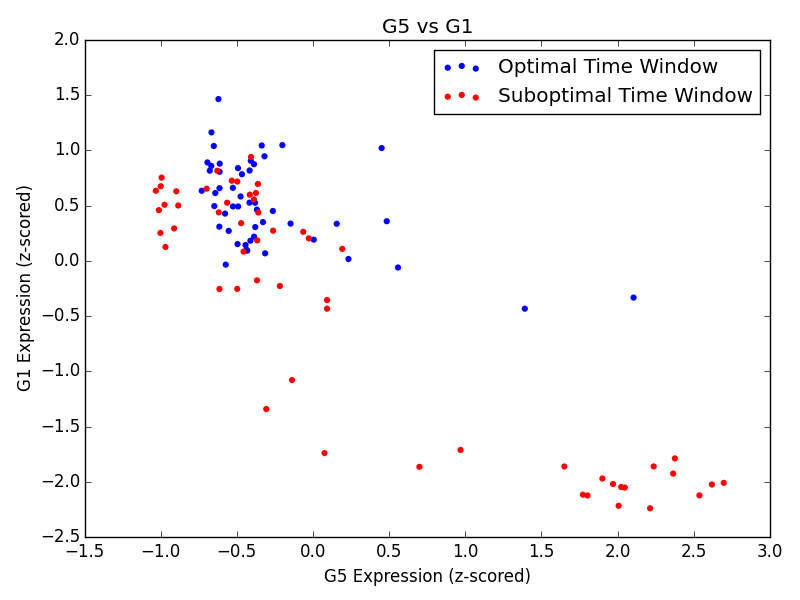 G5 vs G1
Optimal Time Window
Suboptimal Time Window
2.0
1.5
1.0
0.5
0.0
−0.5
−1.0
−1.5
−2.0
−2.5
G1 Expression (z-scored)
−1.5 −1.0 −0.5 0.0 0.5 1.0 1.5 2.0 2.5 3.0
G5 Expression (z-scored)